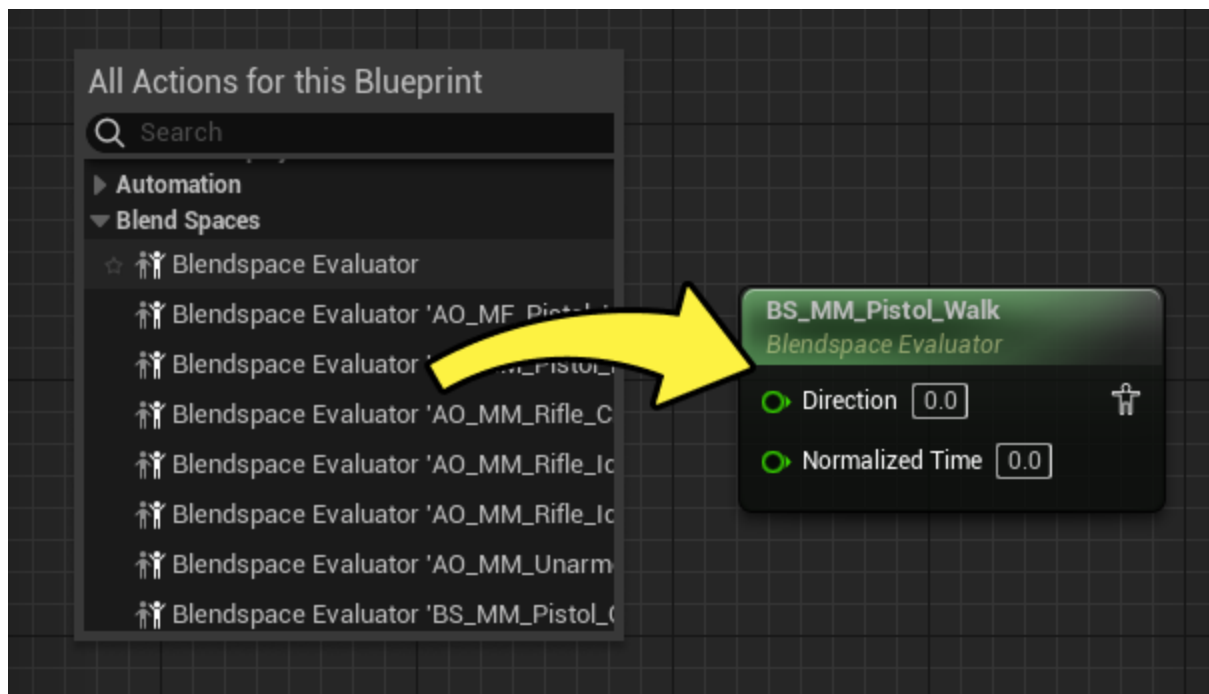 All Actions for this Blueprint
Search
Automation
Blend Spaces
Blendspace Evaluator
Blendspace Evaluator 'AO_MF_Pistol_
Blendspace Evaluator
Blendspace Evaluator 'AO_MM_Rifle_C
Blendspace Evaluator 'AO_MM_Rifle_Id
Blendspace Evaluator 'AO_MM_Rifle_Id
Blendspace Evaluator 'AO_MM_Unarm
Blendspace Evaluator 'BS_MM_Pistol_
BS_MM_Pistol_Walk
Blendspace Evaluator
Direction 0.0
Normalized Time 0.0